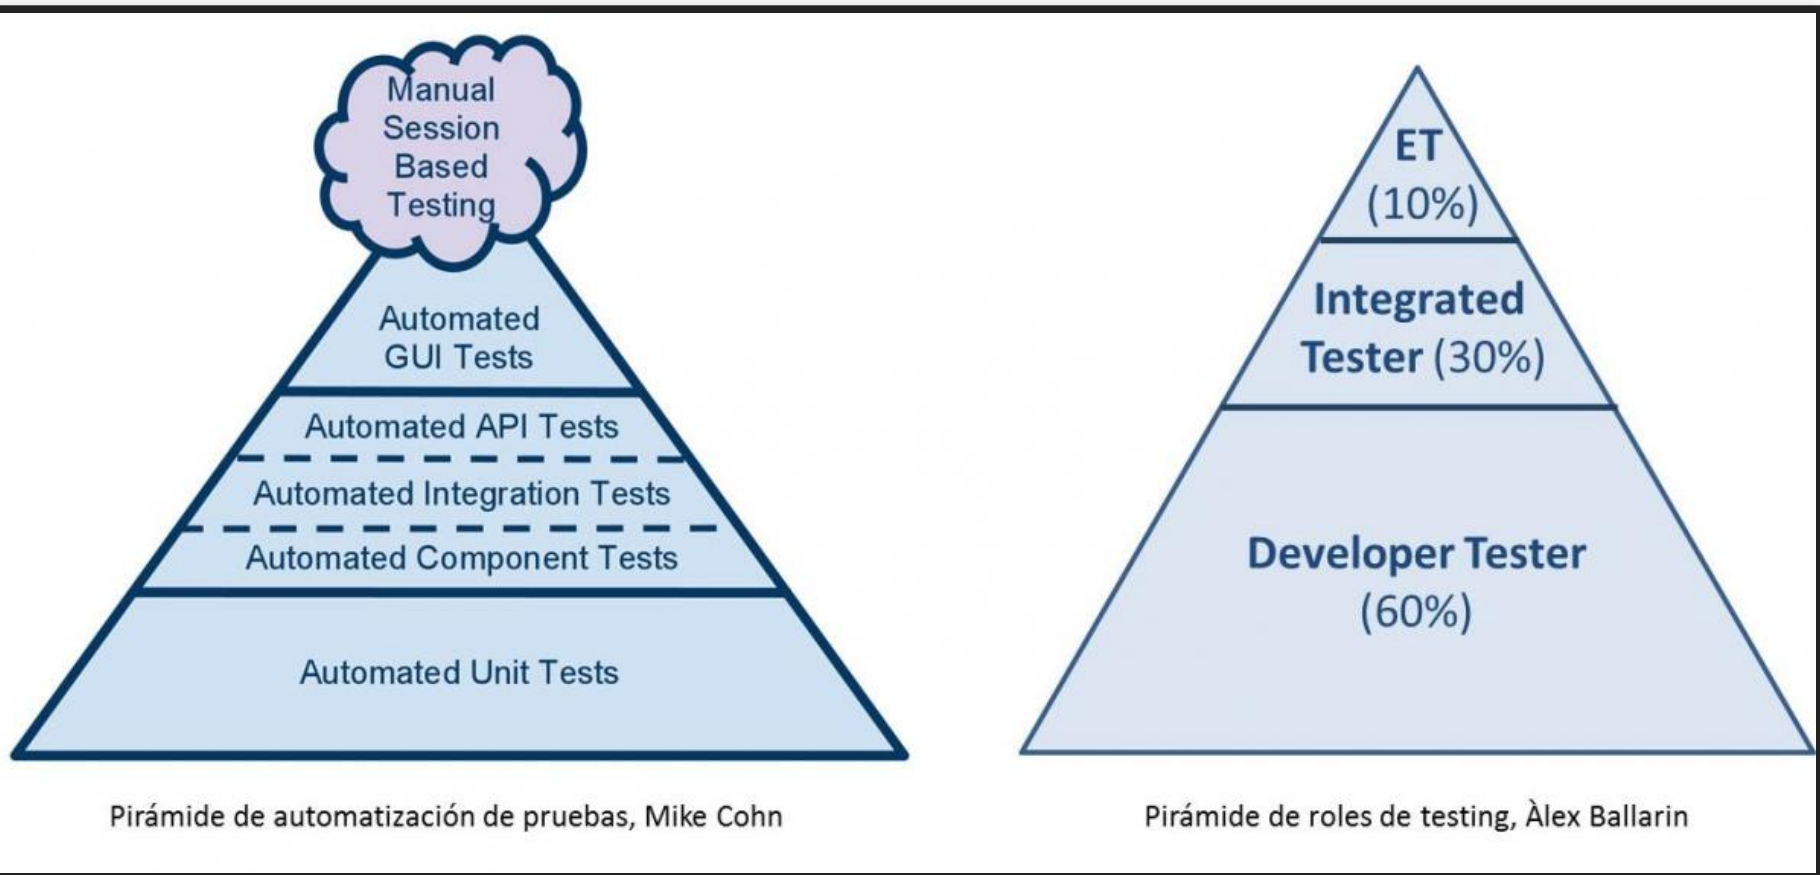 Manual
Session
Based
Testing
Automated
GUI Tests
Automated API Tests
Automated Integration Tests
Automated Component Tests
Automated Unit Tests
Pirámide de automatización de pruebas, Mike Cohn
ET
(10%)
Integrated
Tester (30%)
Developer Tester
(60%)
Pirámide de roles de testing, Àlex Ballarin